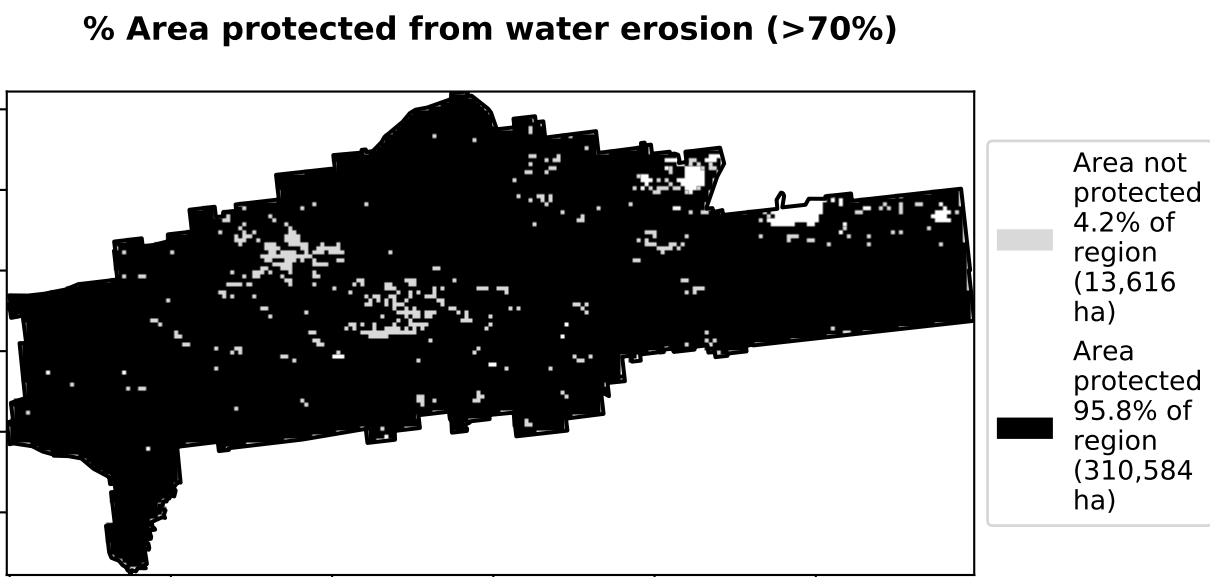 % Area protected from water erosion (>70%)
Area not
protected
4.2% of
region
(13,616
ha)
Area
protected
95.8% of
region
(310,584
ha)